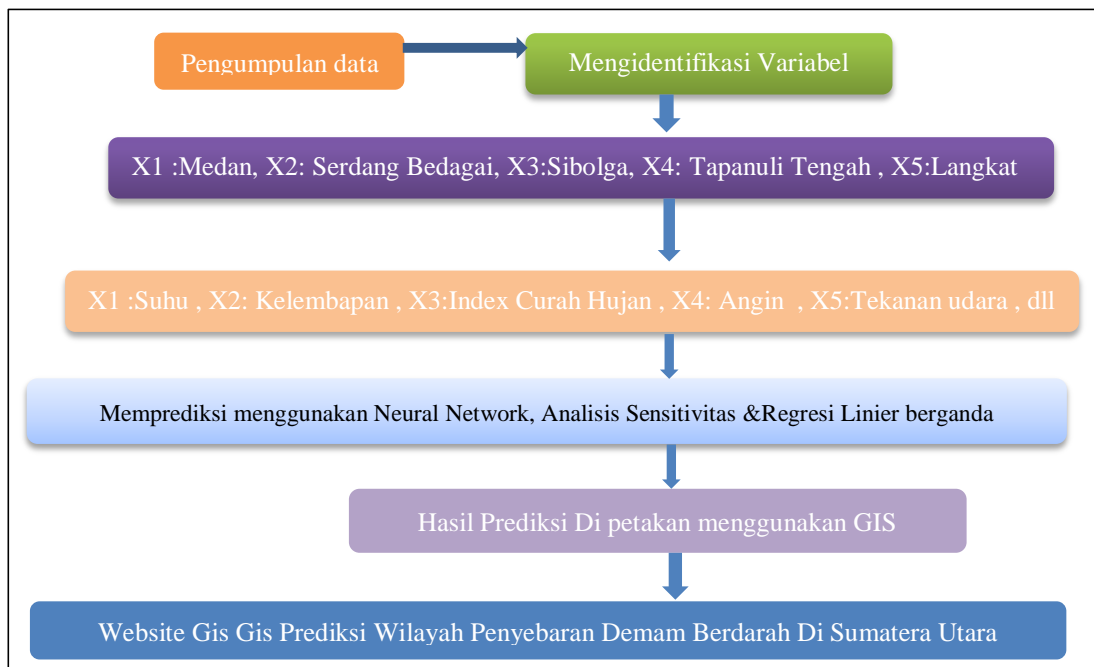 Pengumpulan data
Mengidentifikasi Variabel
X1 :Medan, X2: Serdang Bedagai, X3:Sibolga, X4: Tapanuli Tengah , X5:Langkat
X1 :Suhu , X2: Kelembapan , X3:Index Curah Hujan , X4: Angin , X5:Tekanan udara , dll
Memprediksi menggunakan Neural Network, Analisis Sensitivitas &Regresi Linier berganda
Hasil Prediksi Di petakan menggunakan GIS
Website Gis Gis Prediksi Wilayah Penyebaran Demam Berdarah Di Sumatera Utara